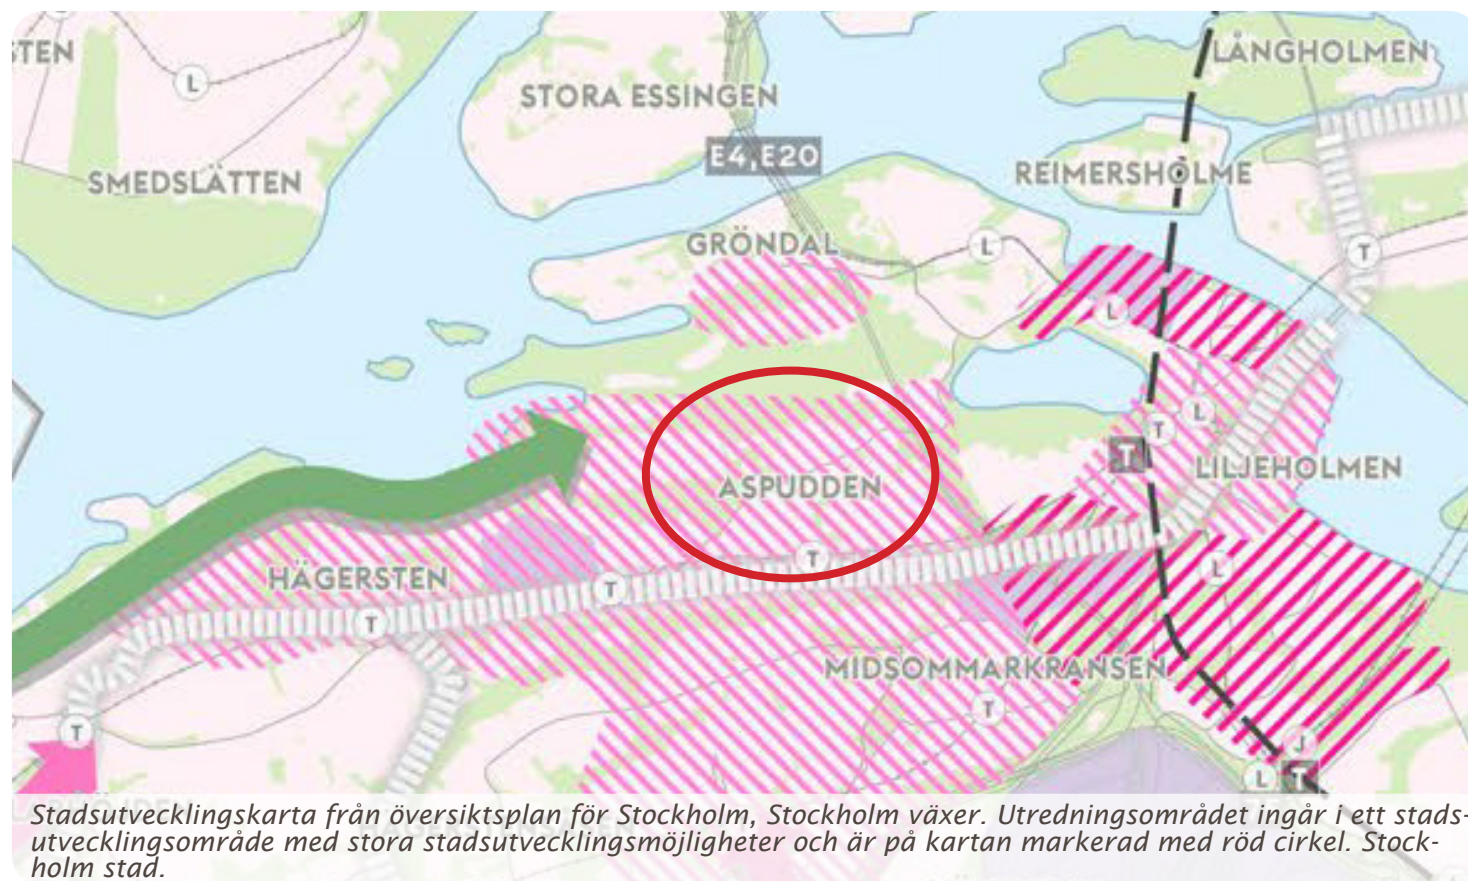 STEN
LÅNGHOLMEN
L
STORA ESSINGEN
E4,E20
SMEDSLÄTTEN
REIMERSHOLME
GRÖNDAL
L
T
L
L
T
T
LILJEHOLMEN
ASPUDDEN
T
HÄGERSTEN
T
L
T
MIDSOMMARKRANSEN
T
T
J
L
T
Stadsutvecklingskarta från översiktsplan för Stockholm, Stockholm växer. Utredningsområdet ingår i ett stads-
utvecklingsområde med stora stadsutvecklingsmöjligheter och är på kartan markerad med röd cirkel. Stock-
holm stad.